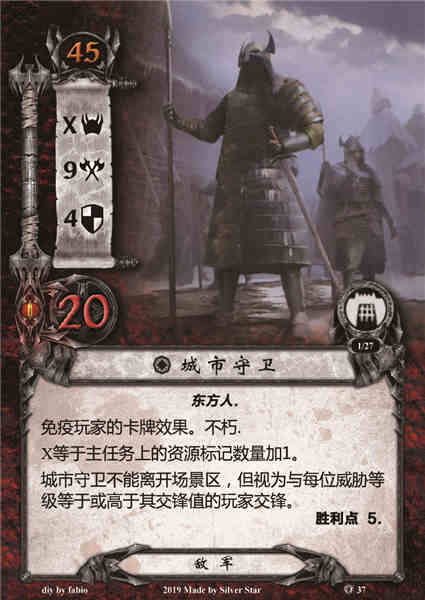 45
X
9
4
20
1/27
城市守卫
东方人.
免疫玩家的卡牌效果。不朽.
X等于主任务上的资源标记数量加1。
城市守卫不能离开场景区，但视为与每位威胁等
级等于或高于其交锋值的玩家交锋。
胜利点 5.
敌军
diy by fabio 2019 Made by Silver Star 37